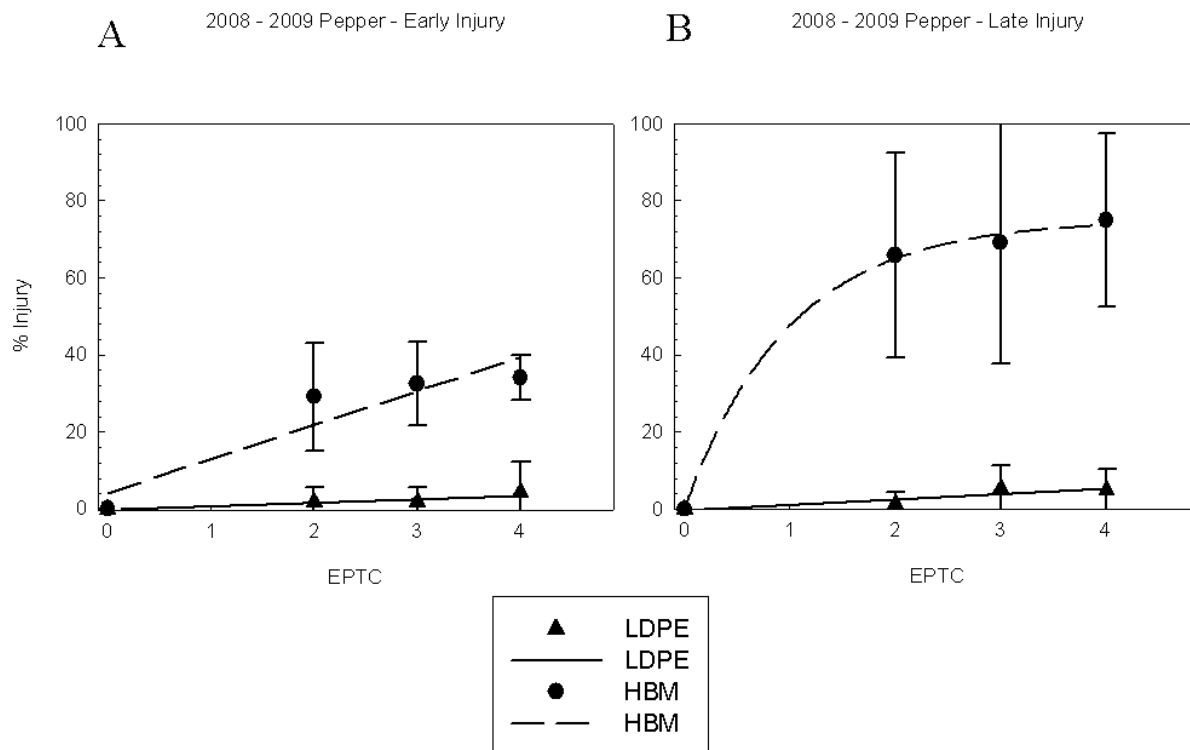 A
2008 - 2009 Pepper - Early Injury
B
2008 - 2009 Pepper - Late Injury
% Injury
100
80
60
40
20
0
0 1 2 3 4
EPTC
100
80
60
40
20
0
0 1 2 3 4
EPTC
LDPE
LDPE
HBM
HBM